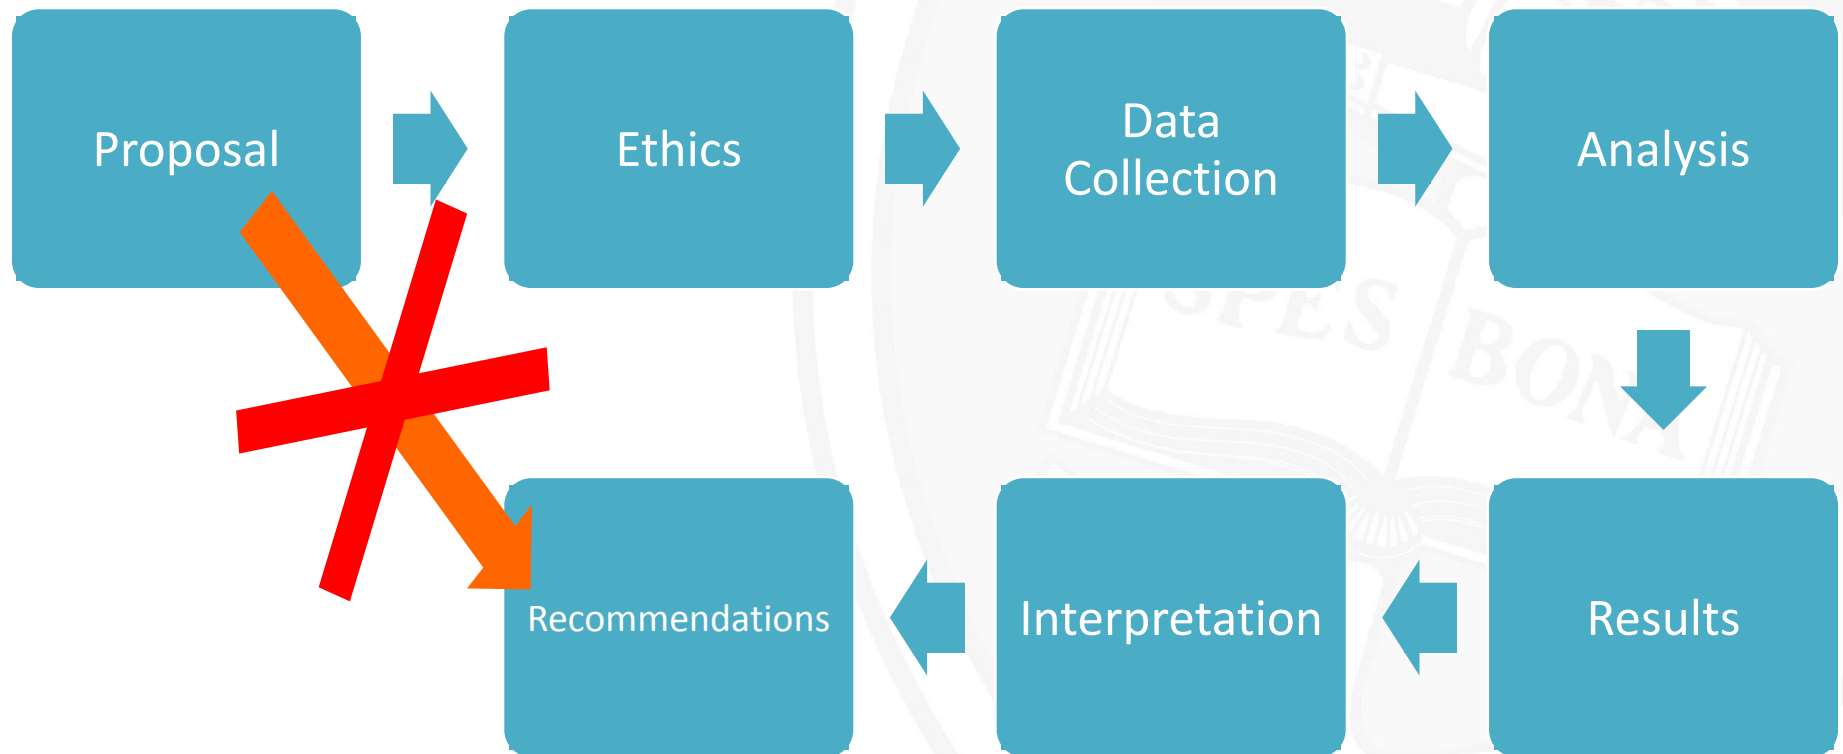 Proposal
Ethics
Data
Collection
Analysis
SPES
BONA
Recommendations
Interpretation
Results